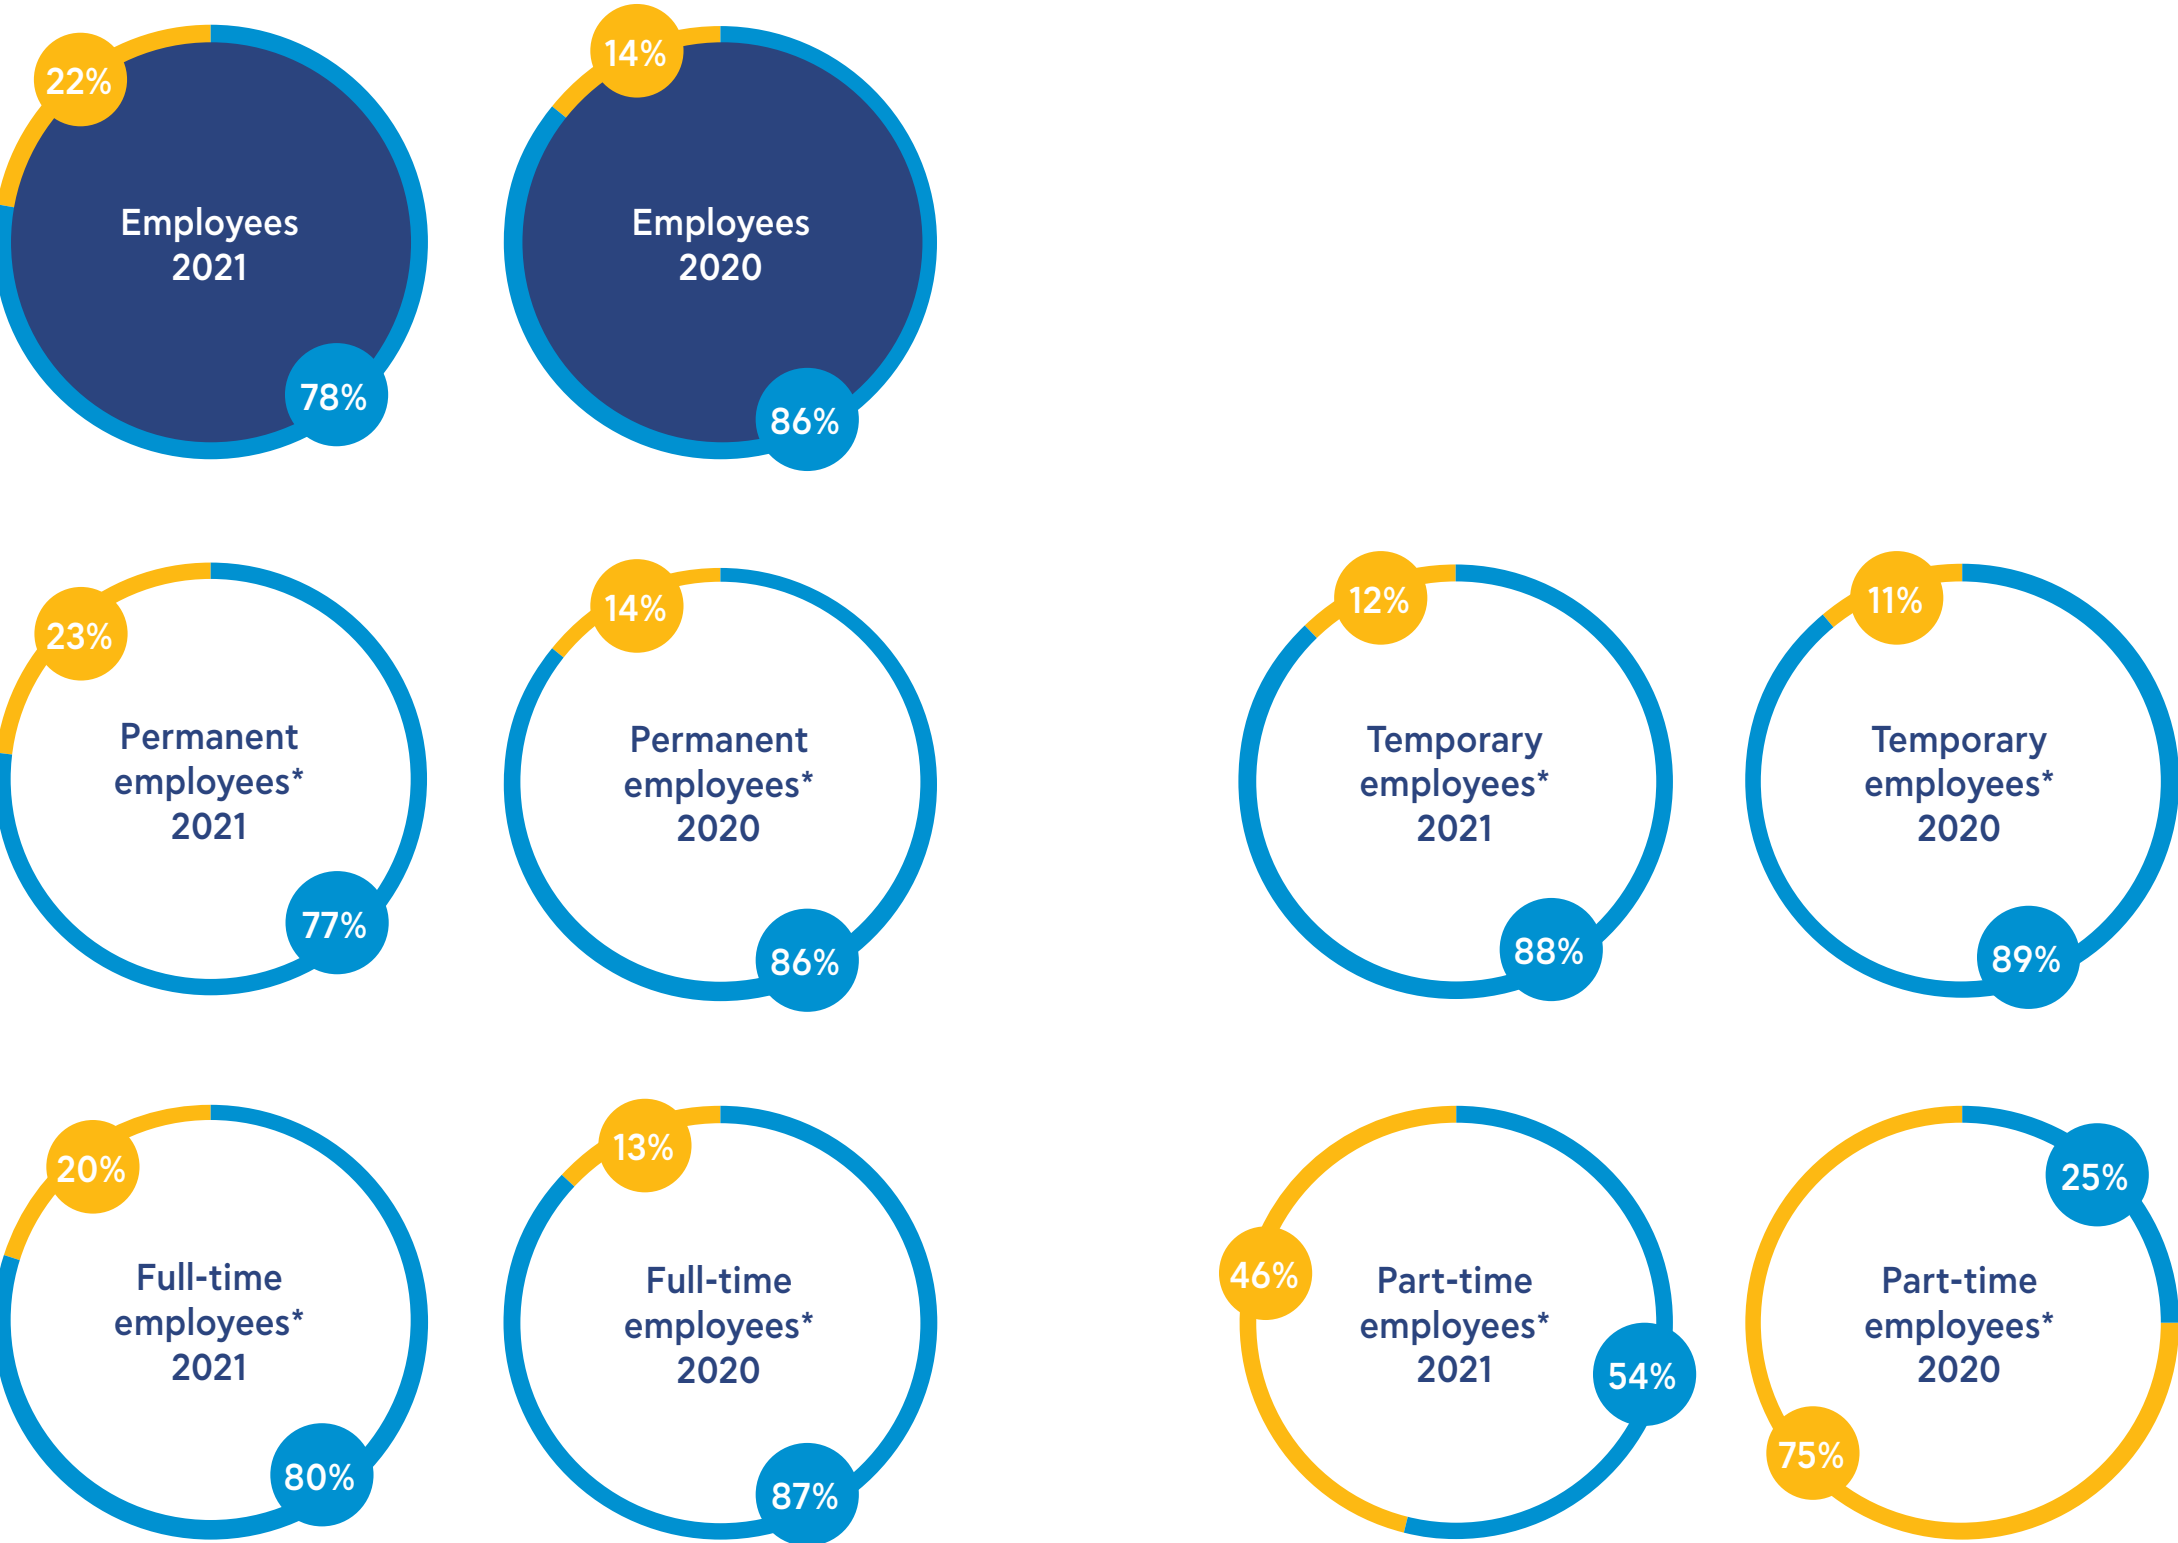 22%
Employees
2021
78%
14%
Employees
2020
86%
23%
Permanent
employees*
2021
77%
14%
Permanent
employees*
2020
86%
12%
Temporary
employees*
2021
88%
11%
Temporary
employees*
2020
89%
20%
Full-time
employees*
2021
80%
13%
Full-time
employees*
2020
87%
46%
Part-time
employees*
2021
54%
25%
Part-time
employees*
2020
75%